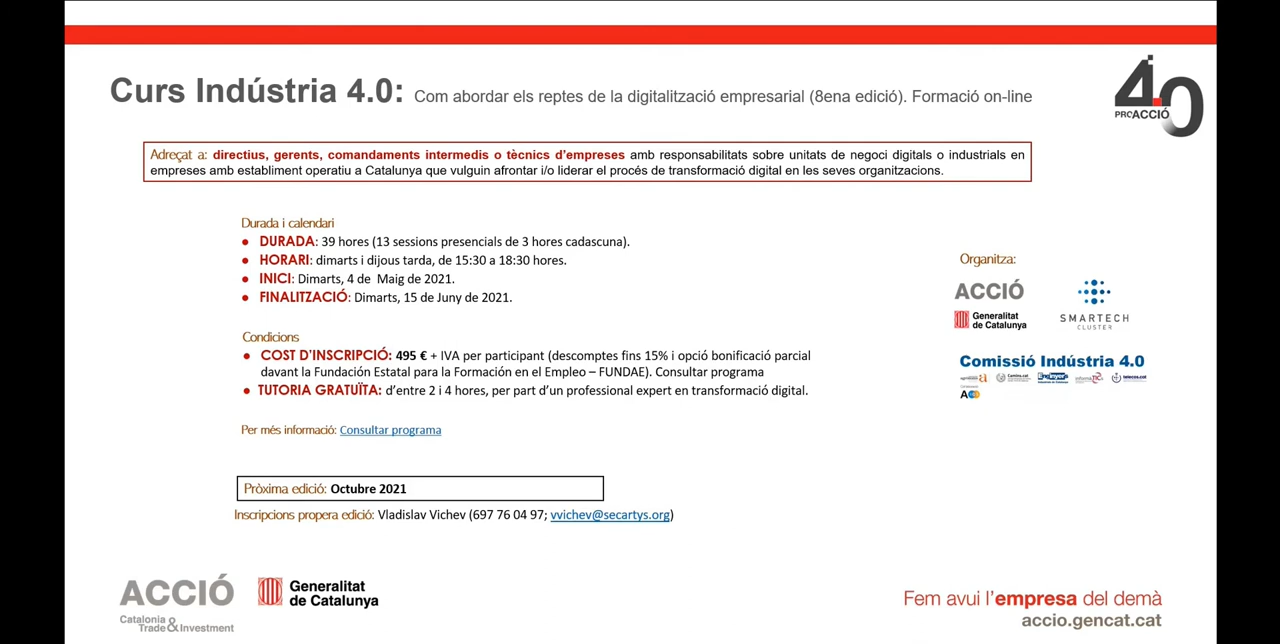 Curs Indústria 4.0: Com abordar els reptes de la digitalització empresarial (8ena edició). Formació on-line
4.0
PROACCIÓ
Adreçat a: directius, gerents, comandaments intermedis o tècnics d'empreses amb responsabilitats sobre unitats de negoci digitals o industrials en
empreses amb establiment operatiu a Catalunya que vulguin afrontar i/o liderar el procés de transformació digital en les seves organitzacions.
Durada i calendari
• DURADA: 39 hores (13 sessions presencials de 3 hores cadascuna).
• HORARI: dimarts i dijous tarda, de 15:30 a 18:30 hores.
• INICI: Dimarts, 4 de Maig de 2021.
• FINALITZACIÓ: Dimarts, 15 de Juny de 2021.
Condicions
• COST D'INSCRIPCIÓ: 495 € + IVA per participant (descomptes fins 15% i opció bonificació parcial
davant la Fundación Estatal para la Formación en el Empleo – FUNDAE). Consultar programa
• TUTORIA GRATUÏTA: d'entre 2 i 4 hores, per part d'un professional expert en transformació digital.
Per més informació: Consultar programa
Organitza:
ACCIÓ
Generalitat
de Catalunya
SMARTECH
CLUSTER
Comissió Indústria 4.0
Pròxima edició: Octubre 2021
Inscripcions propera edició: Vladislav Vichev (697 76 04 97; vvichev@secartys.org)
ACCIÓ
Catalonia
Trade & Investment
Generalitat
de Catalunya
Fem avui l'empresa del demà
accio.gencat.cat